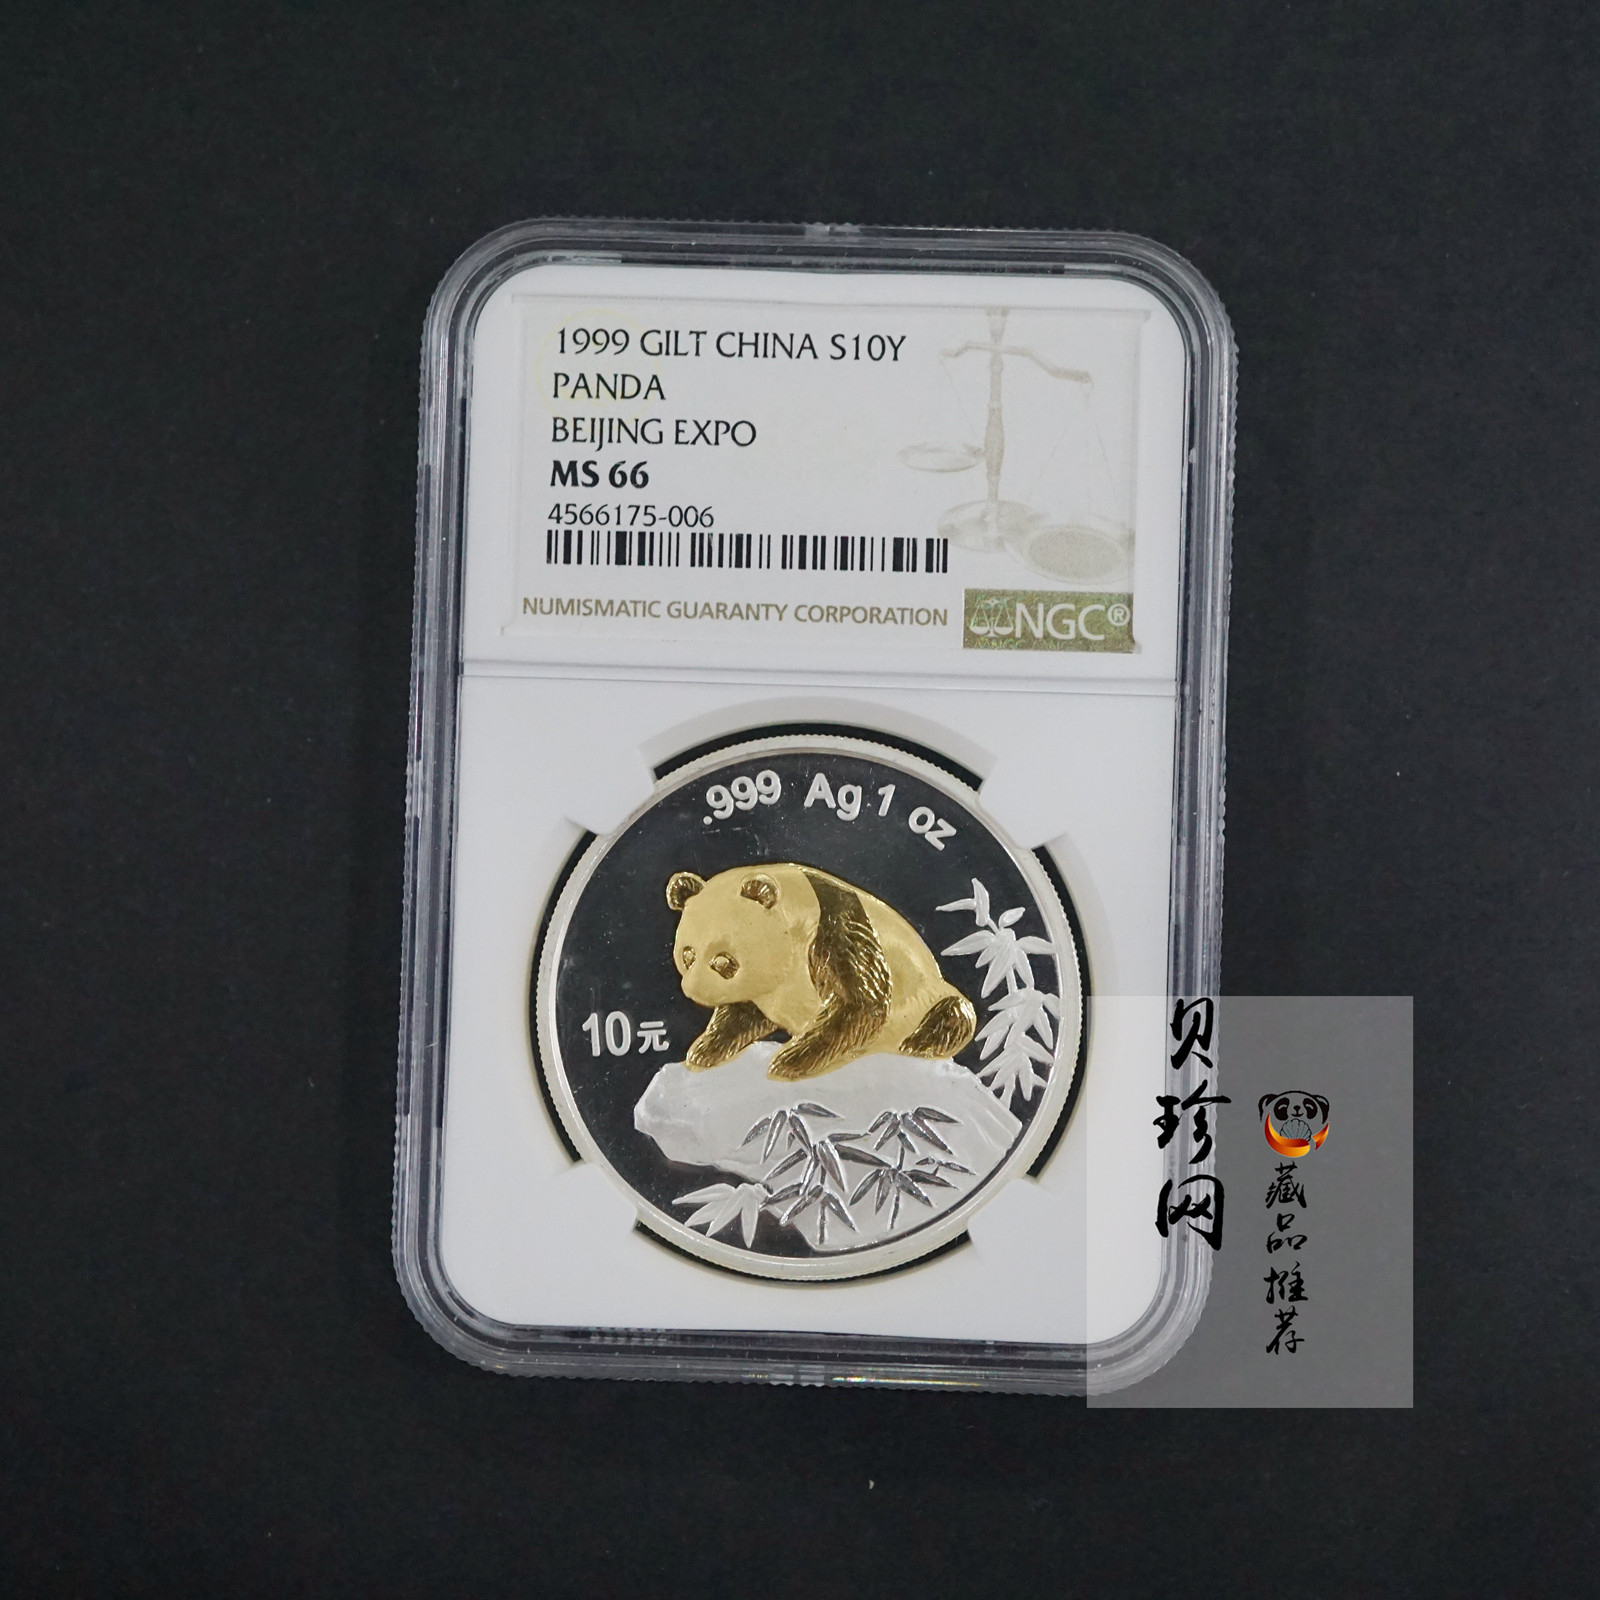 1999 GILT CHINA S10Y
PANDA
BEIJING EXPO
MS 66
4566175-006
NUMISMATIC GUARANTY CORPORATION
NGC®
.999 Ag 1 oz
10元
贝珍网
藏品推荐